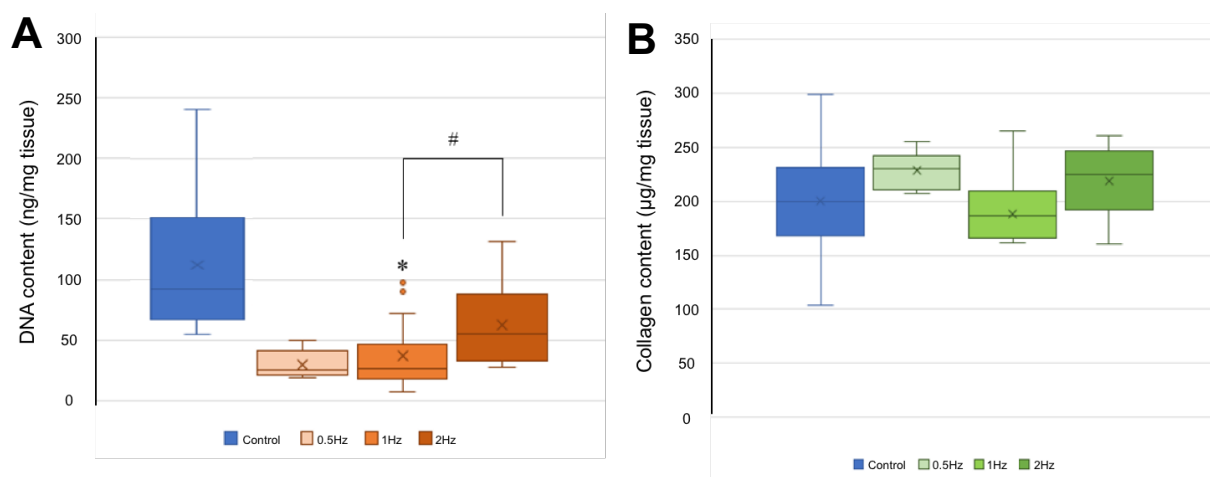 A
DNA content (ng/mg tissue)
300
250
200
150
100
50
0
#
*
Control 0.5Hz 1Hz 2Hz
B
Collagen content (µg/mg tissue)
350
300
250
200
150
100
50
0
Control 0.5Hz 1Hz 2Hz